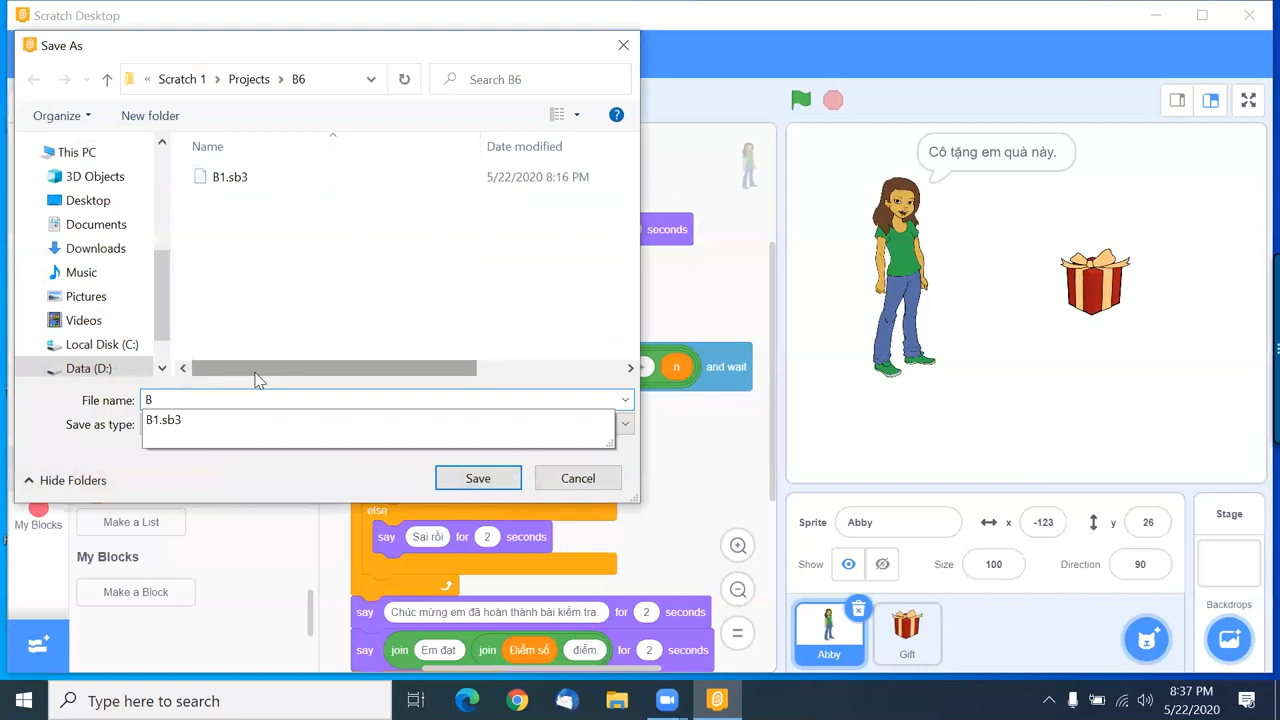 Scratch Desktop
Save As
« Scratch 1 > Projects > B6
Search B6
Organize
New folder
Name
Date modified
This PC
3D Objects
Desktop
Documents
Downloads
Music
Pictures
Videos
Local Disk (C:)
Data (D:)
B1.sb3
5/22/2020 8:16 PM
File name: B
B1.sb3
Save as type:
Hide Folders
Save
Cancel
seconds
n and wait
else
say Sai rồi for 2 seconds
say Chúc mừng em đã hoàn thành bài kiểm tra. for 2 seconds
say join Em đạt join Điểm số điểm. for 2 seconds
My Blocks
Make a List
My Blocks
Make a Block
Cô tặng em quà này.
Sprite Abby x -123 y 26
Show Size 100 Direction 90
Abby
Gift
Stage
Backdrops
Type here to search
8:37 PM
5/22/2020